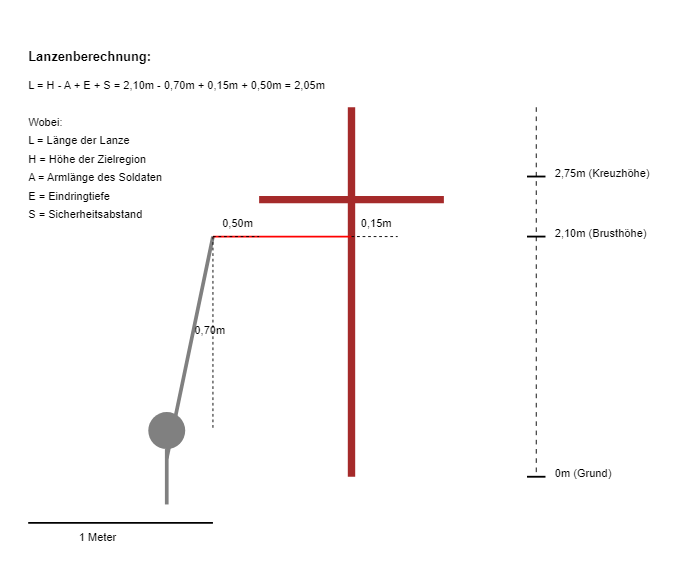 Lanzenberechnung:
L = H - A + E + S = 2,10m - 0,70m + 0,15m + 0,50m = 2,05m
Wobei:
L = Länge der Lanze
H = Höhe der Zielregion
A = Armlänge des Soldaten
E = Eindringtiefe
S = Sicherheitsabstand
2,75m (Kreuzhöhe)
0,50m
0,15m
2,10m (Brusthöhe)
0,70m
0m (Grund)
1 Meter